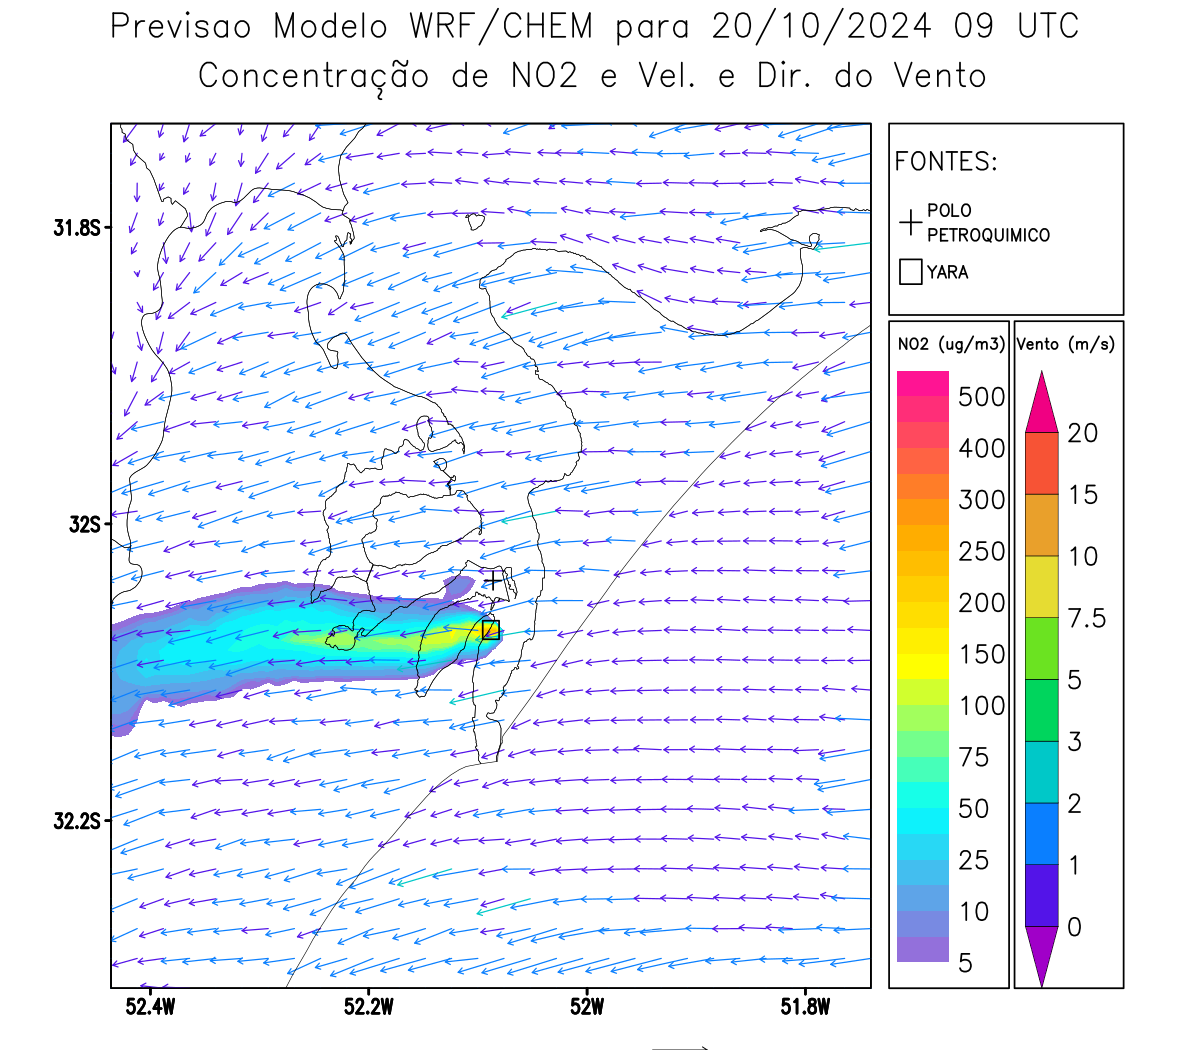 Previsao Modelo WRF/CHEM para 20/10/2024 09 UTC
Concentração de NO2 e Vel. e Dir. do Vento
FONTES:
POLO
PETROQUIMICO
YARA
NO2 (ug/m3)
500
400
300
250
200
150
100
75
50
25
10
5
Vento (m/s)
20
15
10
7.5
5
3
2
1
0
31.8S
32S
32.2S
52.4W
52.2W
52W
51.8W